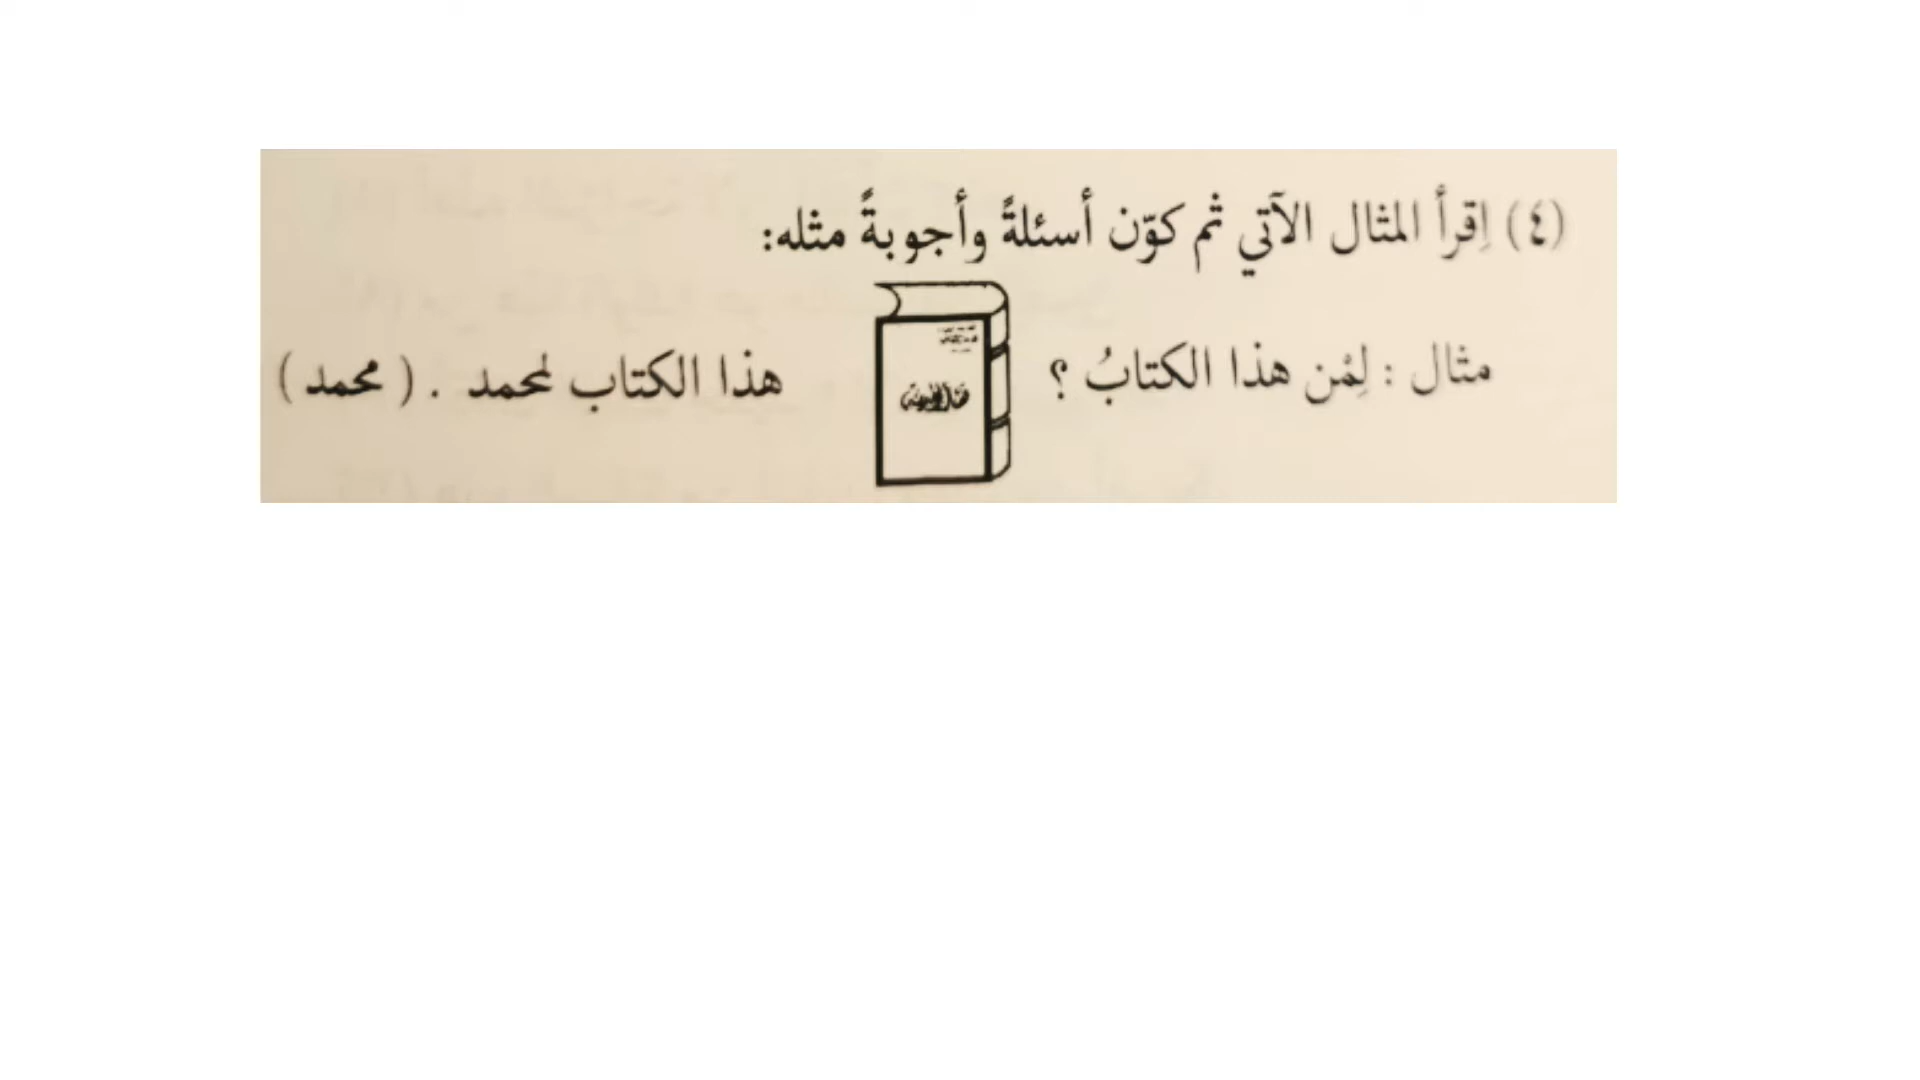 (٤) اِقرأ المثال الآتي ثم كوّن أسئلةً وأجوبةً مثله:
مثال : لِمَن هذا الكتابُ ؟ هذا الكتاب لمحمد . ( محمد )